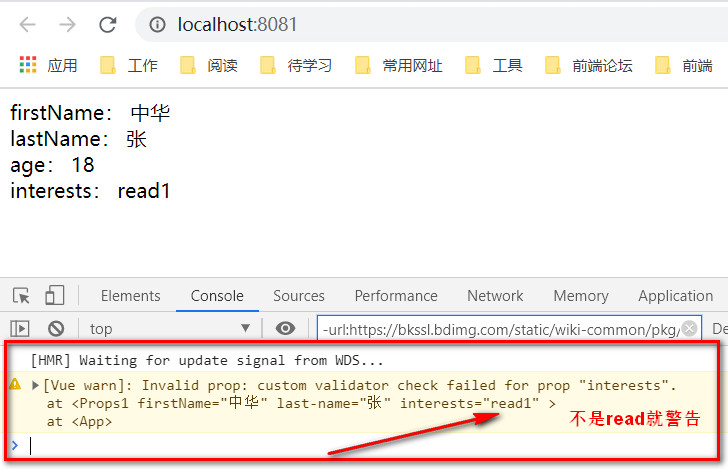 localhost:8081
应用 工作 阅读 待学习 常用网址 工具 前端论坛 前端
firstName： 中华
lastName： 张
age： 18
interests： read1
Elements Console Sources Performance Network Memory Application
top -url:https://bkssl.bdimg.com/static/wiki-common/pkg/ De
[HMR] Waiting for update signal from WDS...
[Vue warn]: Invalid prop: custom validator check failed for prop "interests".
at <Props1 firstName="中华" last-name="张" interests="read1" >
不是read就警告
at <App>